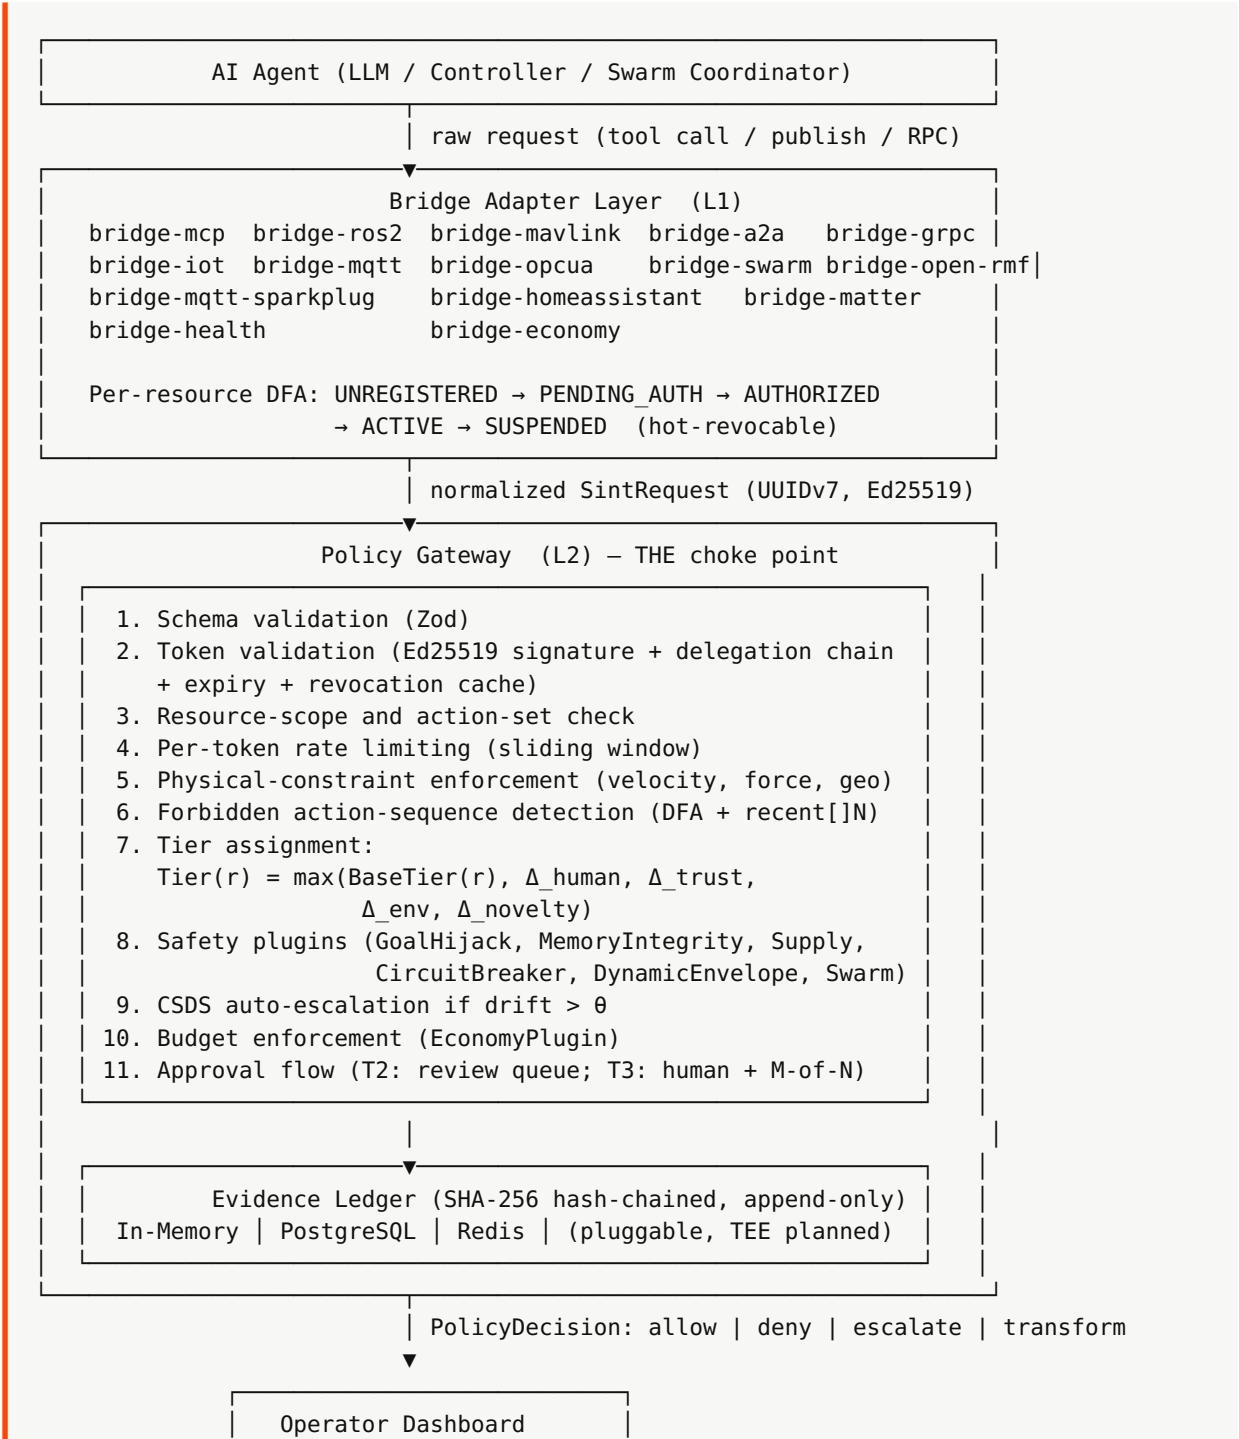 AI Agent (LLM / Controller / Swarm Coordinator)
raw request (tool call / publish / RPC)
Bridge Adapter Layer (L1)
bridge-mcp bridge-ros2 bridge-mavlink bridge-a2a bridge-grpc
bridge-iot bridge-mqtt bridge-opcua bridge-swarm bridge-open-rmf
bridge-mqtt-sparkplug bridge-homeassistant bridge-matter
bridge-health bridge-economy
Per-resource DFA: UNREGISTERED → PENDING_AUTH → AUTHORIZED
→ ACTIVE → SUSPENDED (hot-revocable)
normalized SintRequest (UUIDv7, Ed25519)
Policy Gateway (L2) — THE choke point
1. Schema validation (Zod)
2. Token validation (Ed25519 signature + delegation chain
+ expiry + revocation cache)
3. Resource-scope and action-set check
4. Per-token rate limiting (sliding window)
5. Physical-constraint enforcement (velocity, force, geo)
6. Forbidden action-sequence detection (DFA + recent[]N)
7. Tier assignment:
Tier(r) = max(BaseTier(r), Δ_human, Δ_trust,
Δ_env, Δ_novelty)
8. Safety plugins (GoalHijack, MemoryIntegrity, Supply,
CircuitBreaker, DynamicEnvelope, Swarm)
9. CSDS auto-escalation if drift > θ
10. Budget enforcement (EconomyPlugin)
11. Approval flow (T2: review queue; T3: human + M-of-N)
Evidence Ledger (SHA-256 hash-chained, append-only)
In-Memory │ PostgreSQL │ Redis │ (pluggable, TEE planned)
PolicyDecision: allow | deny | escalate | transform
Operator Dashboard